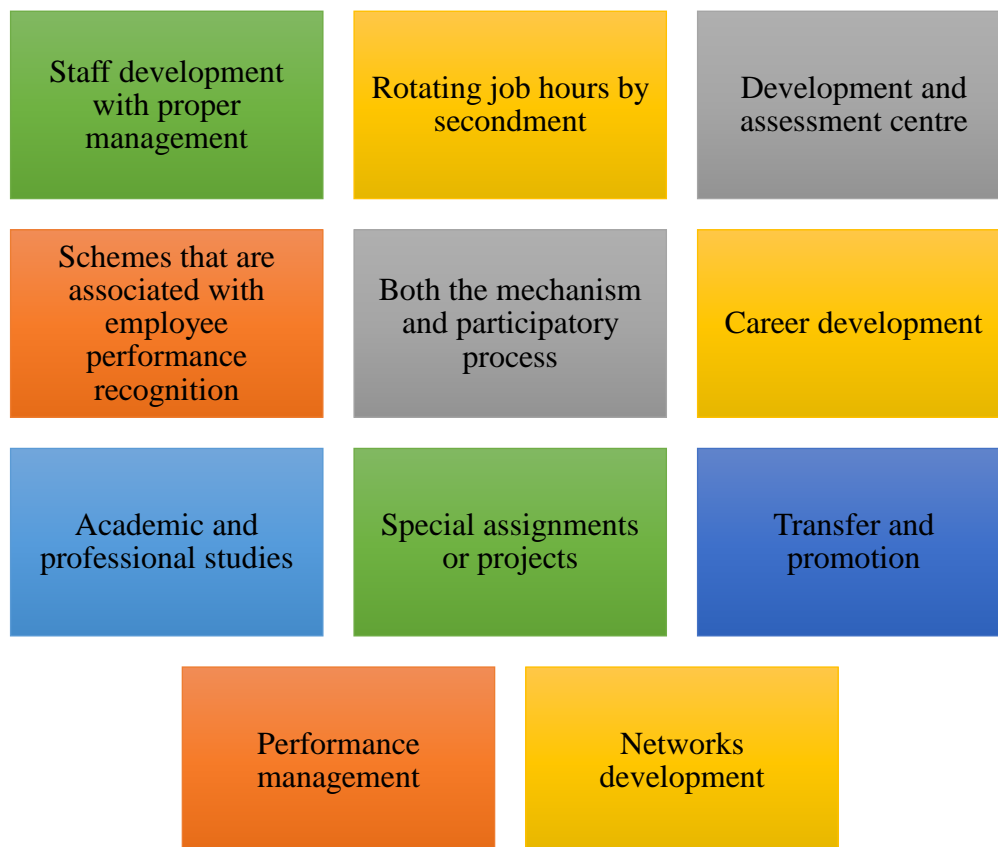 Staff development
with proper
management
Rotating job hours by
secondment
Development and
assessment centre
Schemes that are
associated with
employee
performance
recognition
Both the mechanism
and participatory
process
Career development
Academic and
professional studies
Special assignments
or projects
Transfer and
promotion
Performance
management
Networks
development